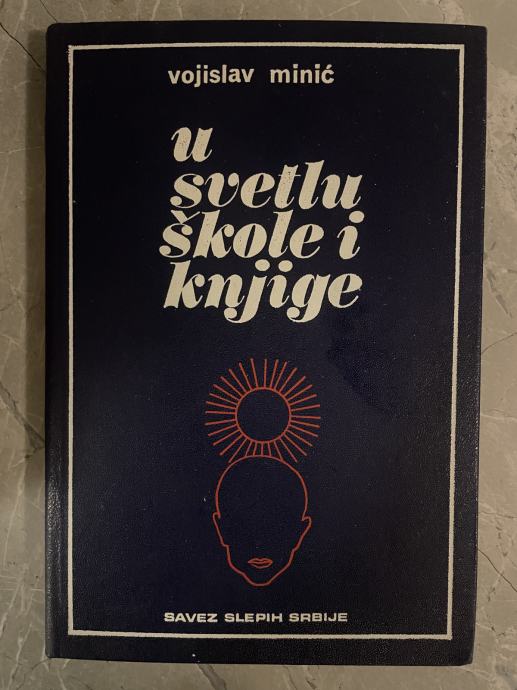 vojislav minić
u
svetlu
škole i
knjige
SAVEZ SLEPIH SRBIJE